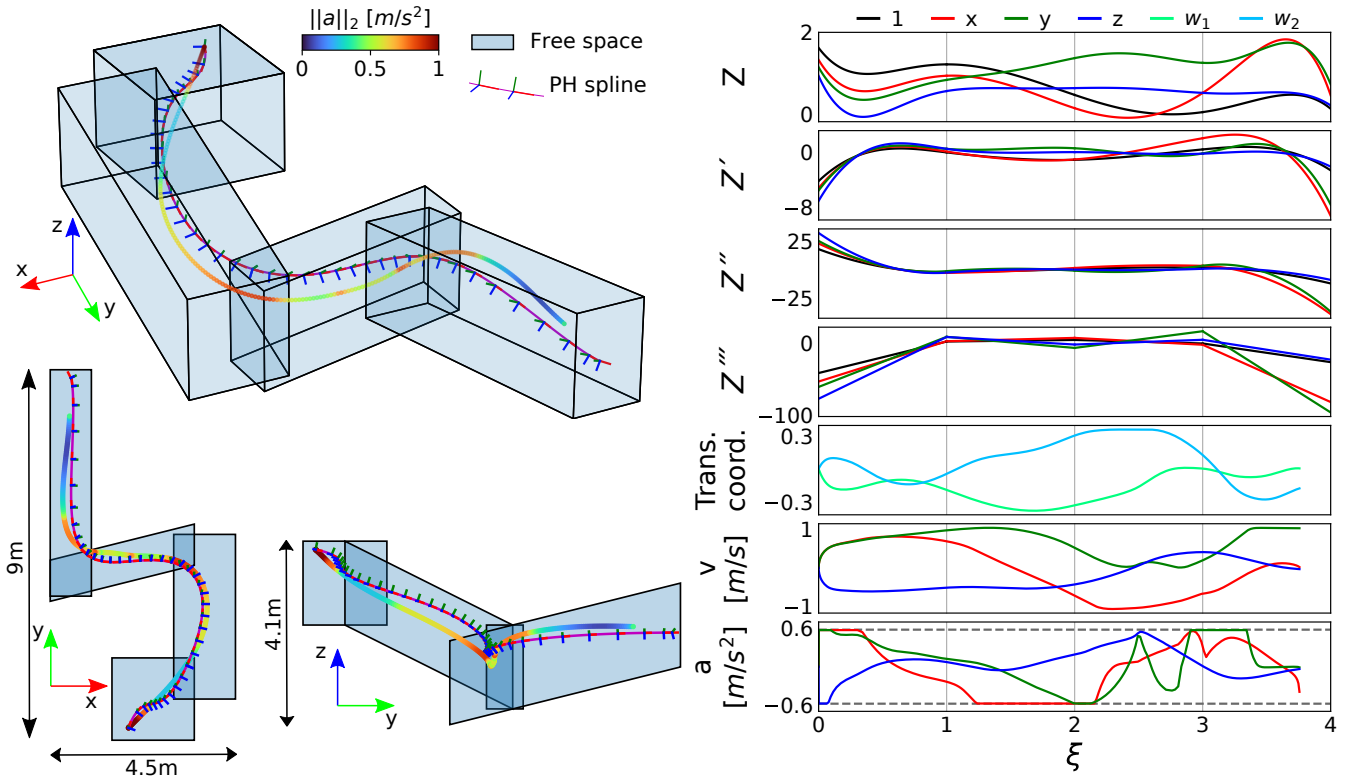 ||a||₂ [m/s²]
0 0.5 1
Free space
PH spline
z
x
y
9m
y
x
4.5m
4.1m
z
y
1 x y z w₁ w₂
Z
2
0
Z′
0
−8
Z″
25
−25
Z‴
0
−100
Trans.
coord.
0.3
−0.3
v
[m/s]
1
−1
a
[m/s²]
0.6
−0.6
0 1 2 3 4
ξ